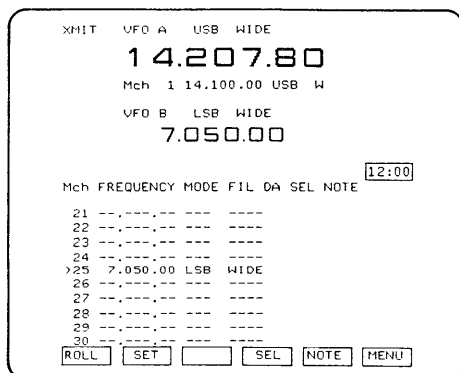 XMIT VFO A USB WIDE
14.207.80
Mch 1 14.100.00 USB W
VFO B LSB WIDE
7.050.00
12:00
Mch FREQUENCY MODE FIL DA SEL NOTE
21 --.---.-- --- ----
22 --.---.-- --- ----
23 --.---.-- --- ----
24 --.---.-- --- ----
>25 7.050.00 LSB WIDE
26 --.---.-- --- ----
27 --.---.-- --- ----
28 --.---.-- --- ----
29 --.---.-- --- ----
30 --.---.-- --- ----
ROLL SET SEL NOTE MENU